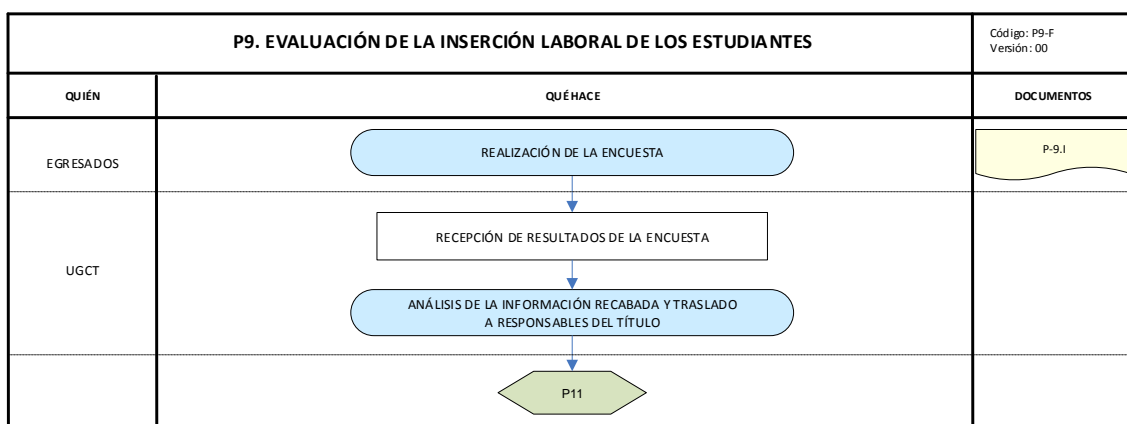 P9. EVALUACIÓN DE LA INSERCIÓN LABORAL DE LOS ESTUDIANTES
Código: P9-F
Versión: 00
QUIÉN
QUÉ HACE
DOCUMENTOS
EGRESADOS
REALIZACIÓN DE LA ENCUESTA
P-9.I
UGCT
RECEPCIÓN DE RESULTADOS DE LA ENCUESTA
ANÁLISIS DE LA INFORMACIÓN RECABADA Y TRASLADO
A RESPONSABLES DEL TÍTULO
P11